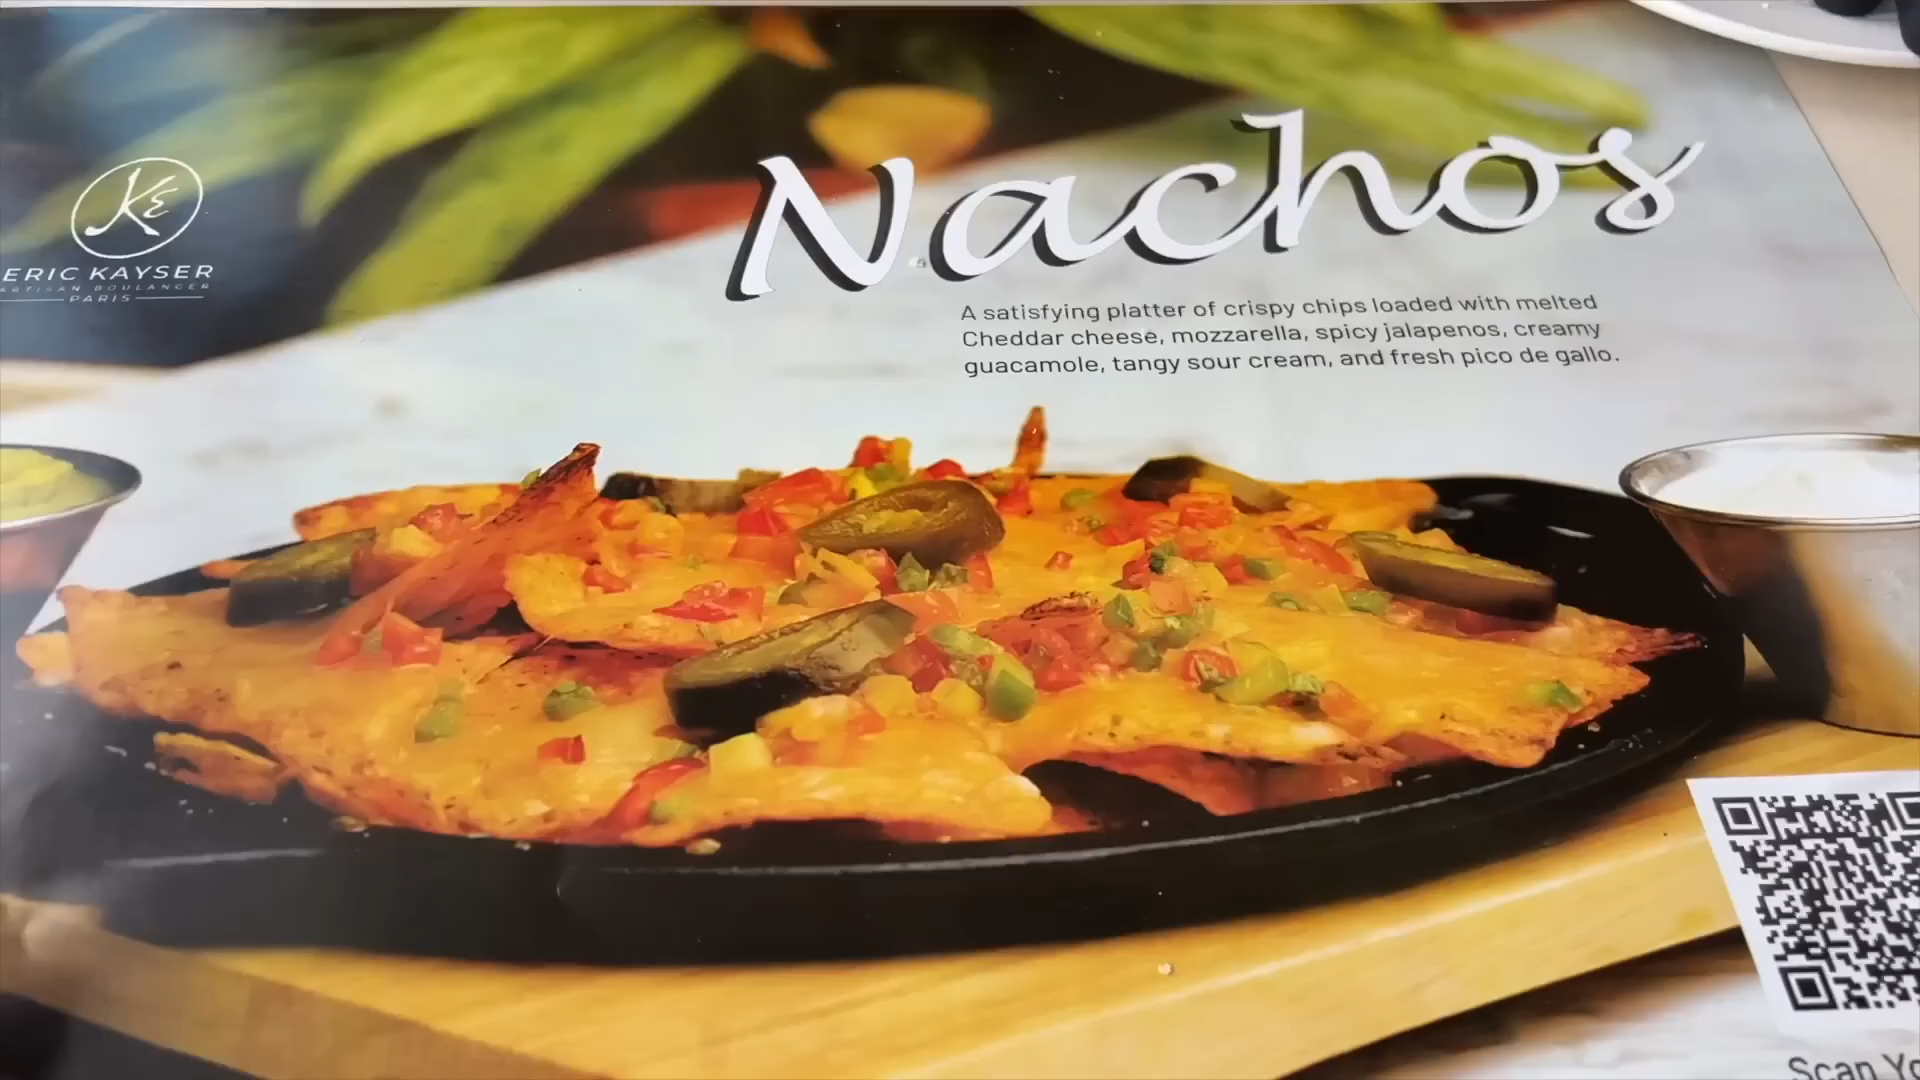 KE
ERIC KAYSER
ARTISAN BOULANGER
PARIS
Nachos
A satisfying platter of crispy chips loaded with melted
Cheddar cheese, mozzarella, spicy jalapenos, creamy
guacamole, tangy sour cream, and fresh pico de gallo.
Scan